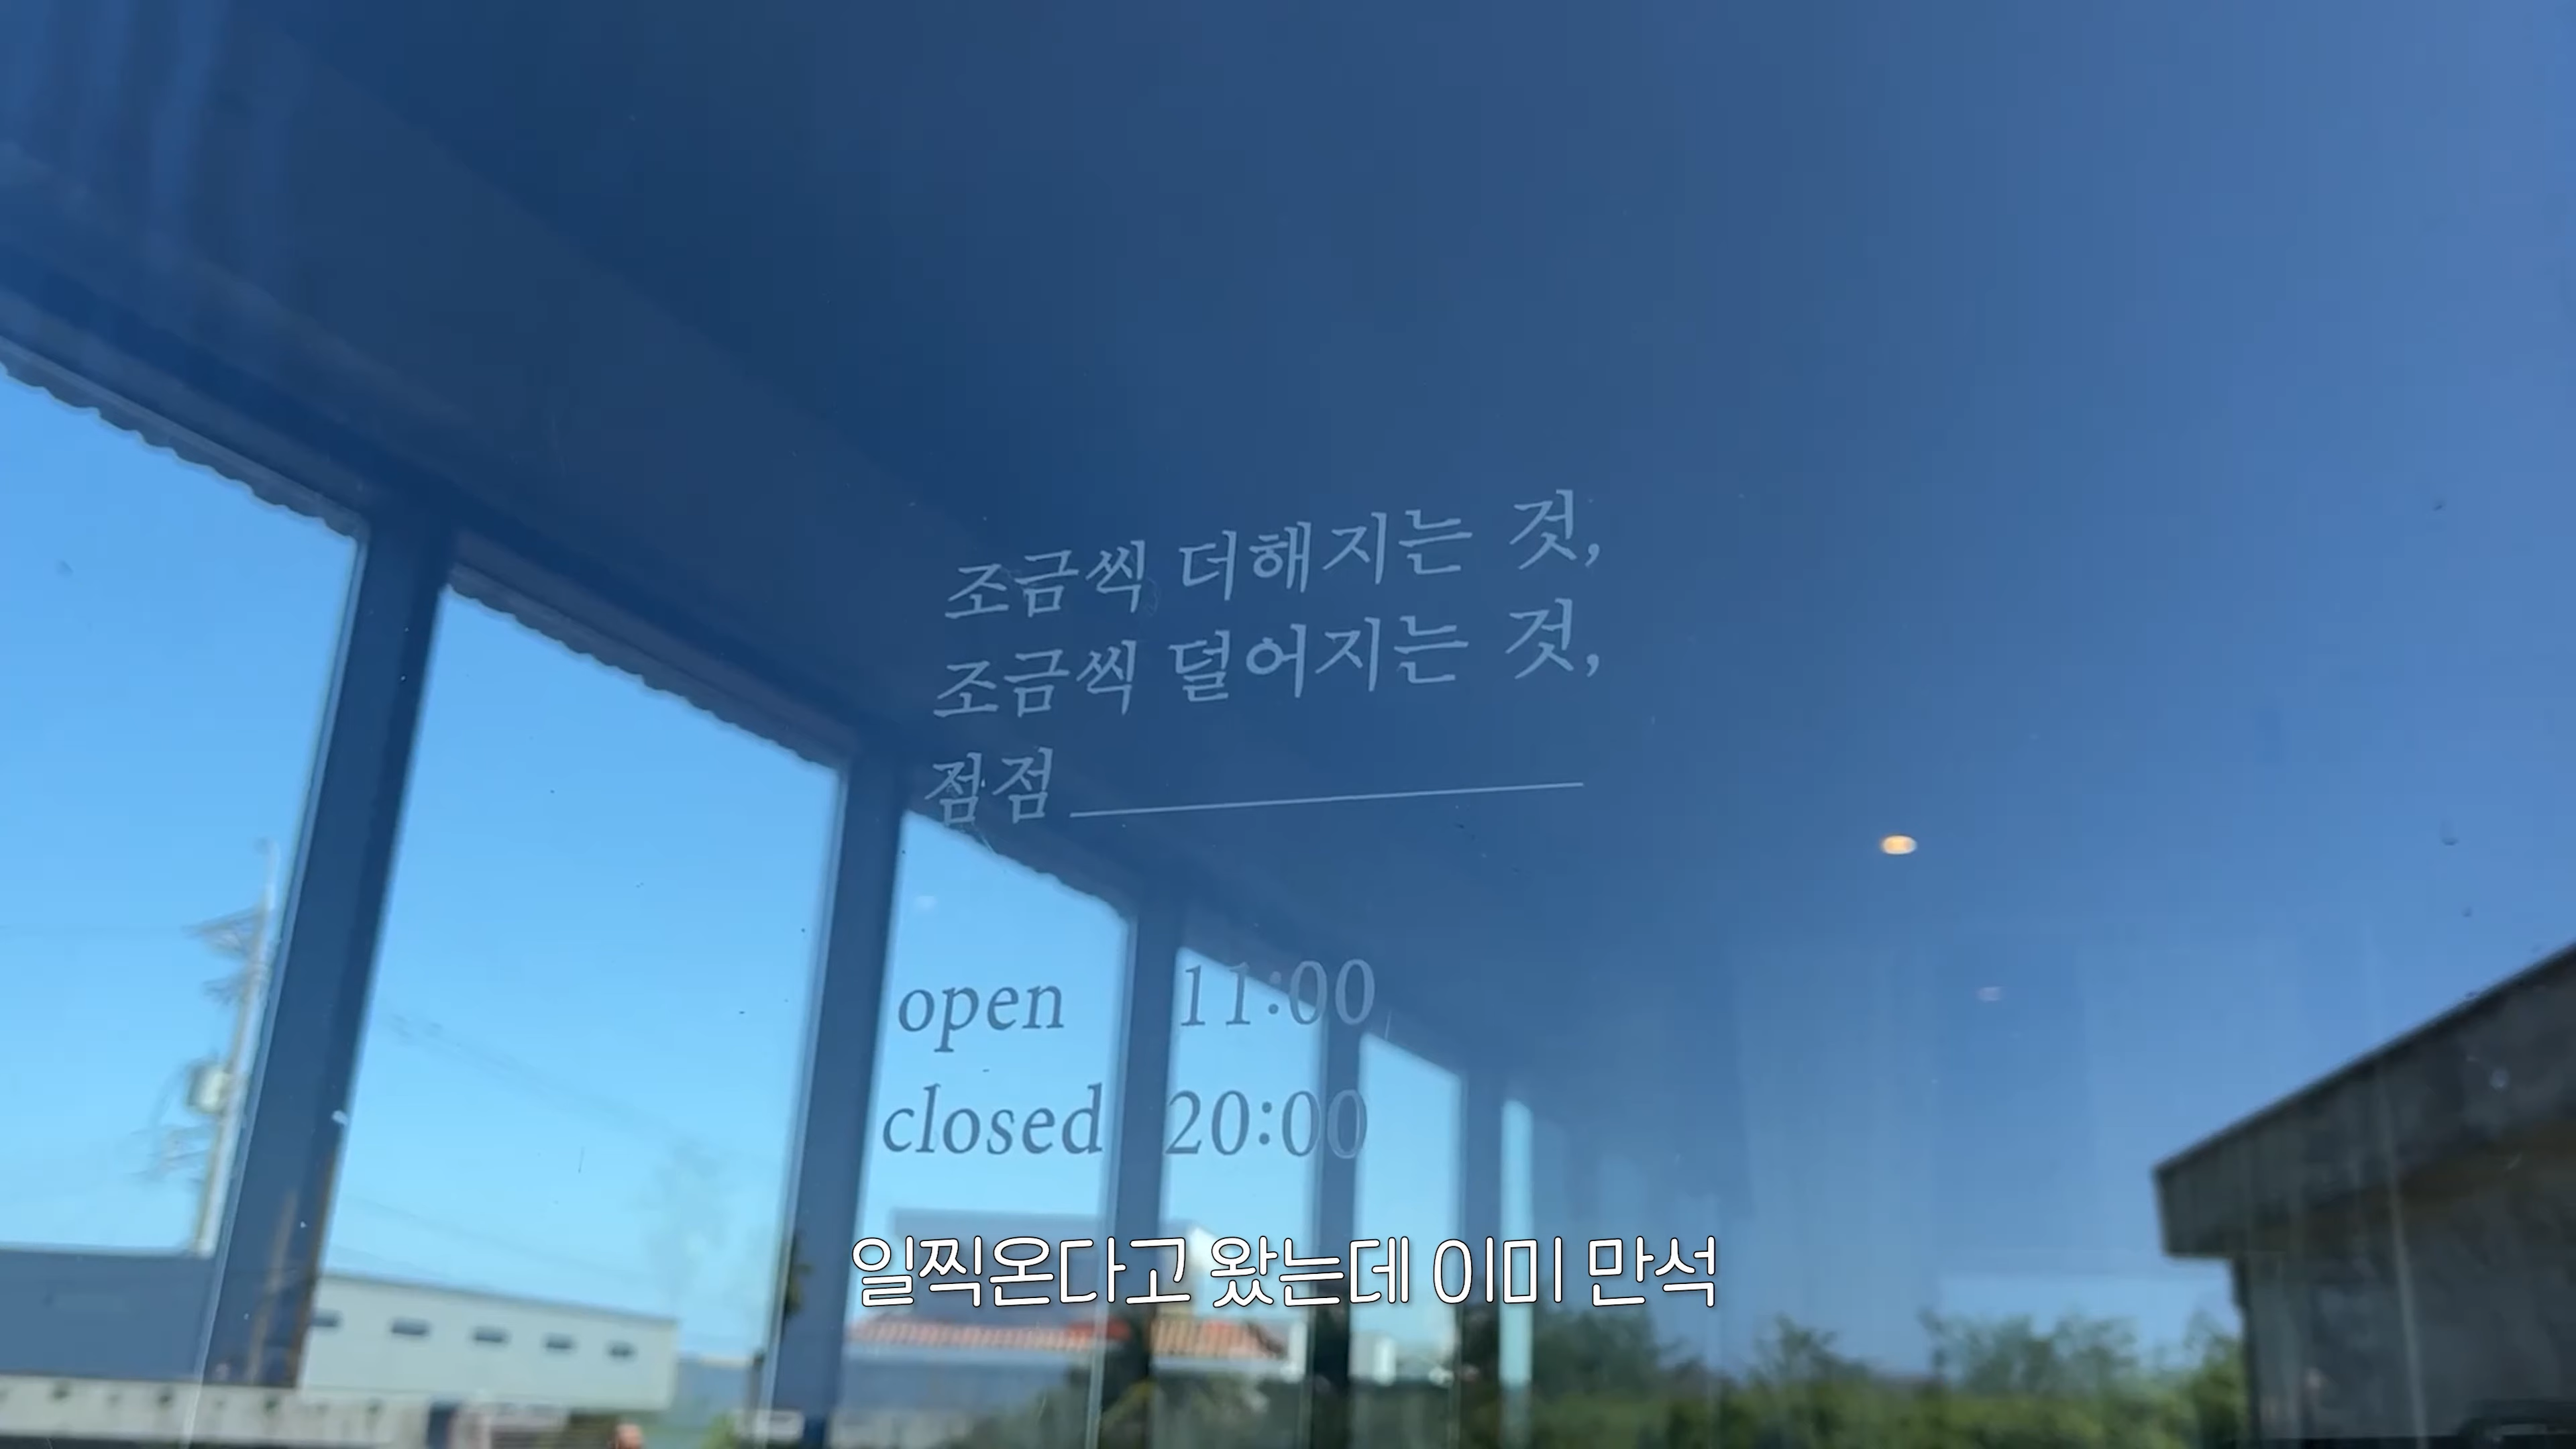 조금씩 더해지는 것,
조금씩 덜어지는 것,
점점
open 11:00
closed 20:00
일찍온다고 왔는데 이미 만석